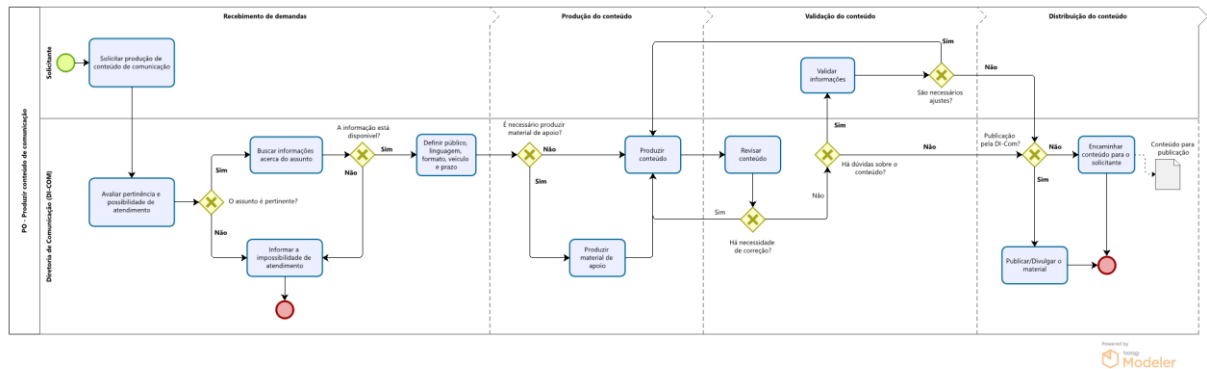 Recebimento de demandas
Produção do conteúdo
Validação do conteúdo
Distribuição do conteúdo
PO - Produzir conteúdo de comunicação
Solicitante
Solicitar produção de
conteúdo de comunicação
Validar
informações
Sim
São necessários
ajustes?
Não
Diretoria de Comunicação (DI-COM)
Avaliar pertinência e
possibilidade de
atendimento
O assunto é pertinente?
Sim
Não
Buscar informações
acerca do assunto
A informação está
disponível?
Sim
Não
Informar a
impossibilidade de
atendimento
Definir público,
linguagem,
formato, veículo
e prazo
É necessário produzir
material de apoio?
Não
Sim
Produzir
material de
apoio
Produzir
conteúdo
Revisar
conteúdo
Sim
Há necessidade
de correção?
Não
Sim
Há dúvidas sobre o
conteúdo?
Não
Publicação
pela DI-Com?
Não
Sim
Encaminhar
conteúdo para o
solicitante
Conteúdo para
publicação
Publicar/Divulgar o
material
Powered by
bizagi
Modeler